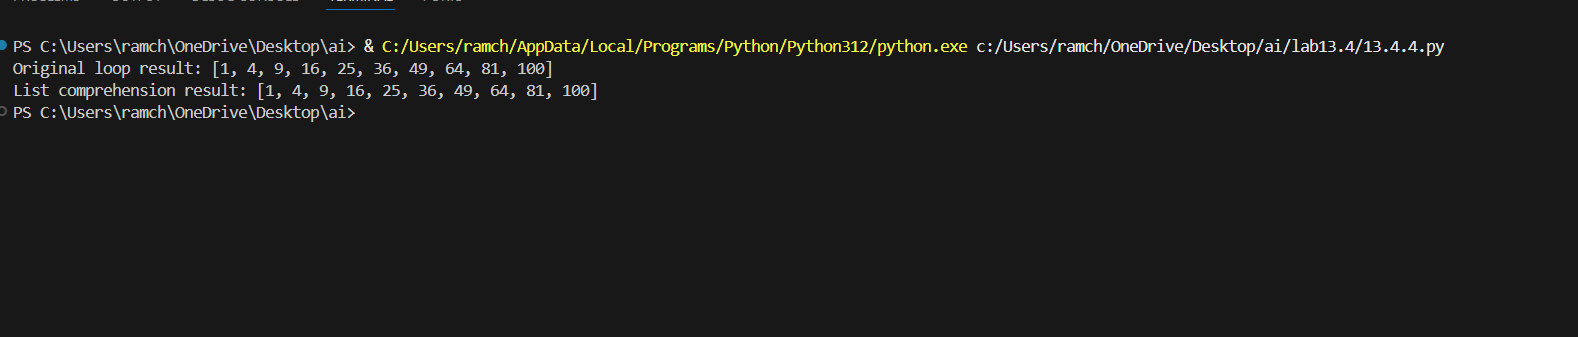 TERMINAL
PS C:\Users\ramch\OneDrive\Desktop\ai> & C:/Users/ramch/AppData/Local/Programs/Python/Python312/python.exe c:/Users/ramch/OneDrive/Desktop/ai/lab13.4/13.4.4.py
Original loop result: [1, 4, 9, 16, 25, 36, 49, 64, 81, 100]
List comprehension result: [1, 4, 9, 16, 25, 36, 49, 64, 81, 100]
PS C:\Users\ramch\OneDrive\Desktop\ai>